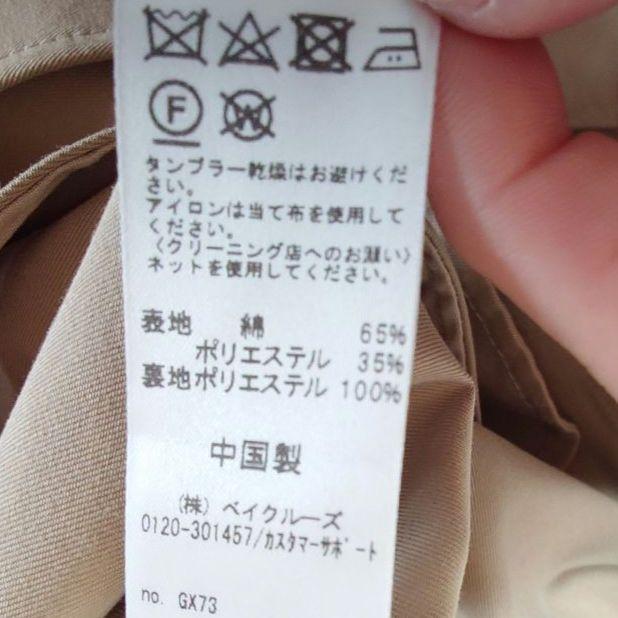 F W
タンブラー乾燥はお避けくだ
さい。
アイロンは当て布を使用して
ください。
〈クリーニング店へのお願い〉
ネットを使用してください。
表地 綿 65%
ポリエステル 35%
裏地ポリエステル 100%
中国製
(株) ベイクルーズ
0120-301457/カスタマーサポート
no. GX73